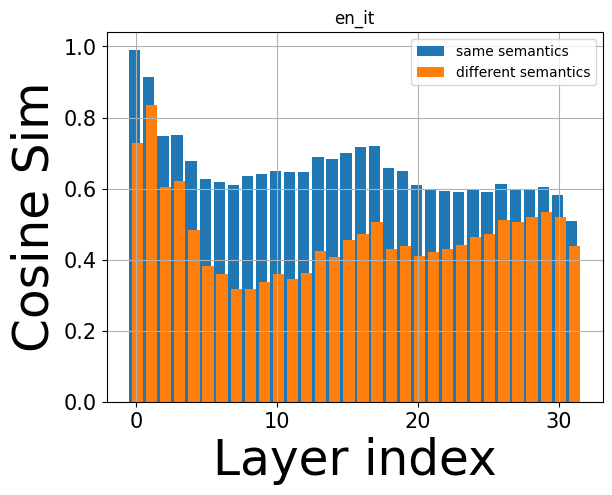 en_it
same semantics
different semantics
Cosine Sim
1.0
0.8
0.6
0.4
0.2
0.0
0 10 20 30
Layer index